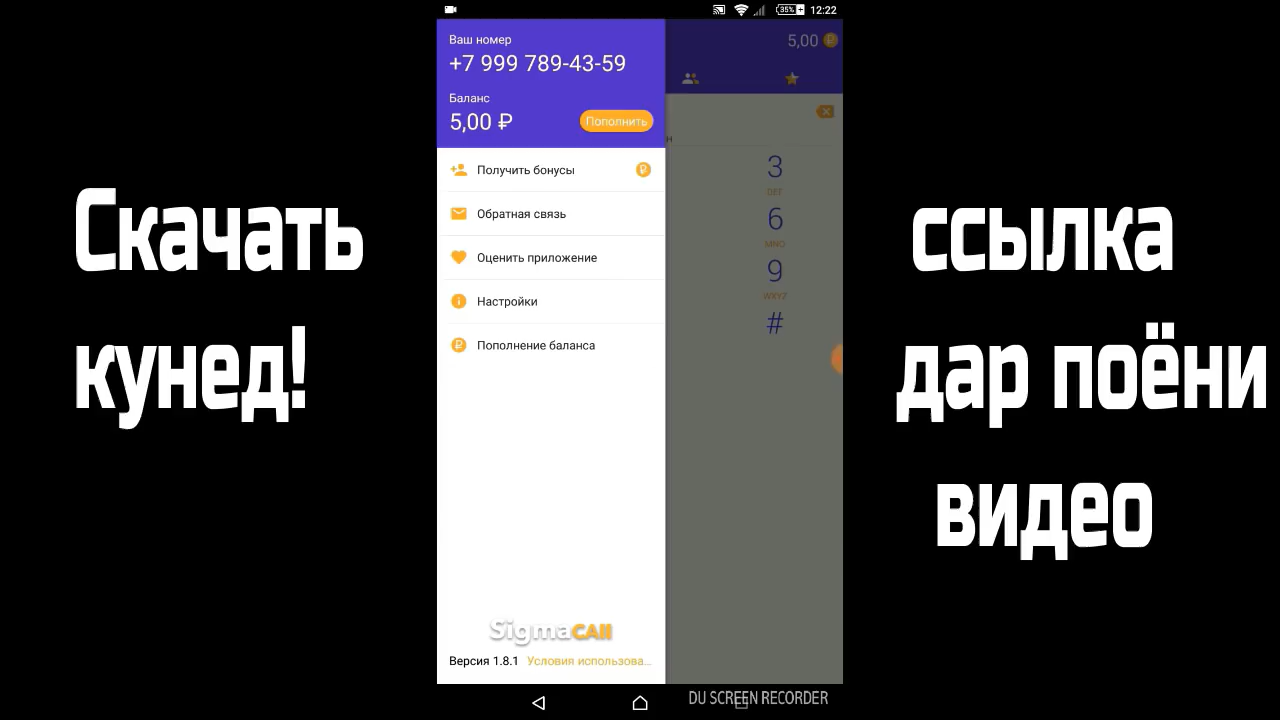 35% 12:22
Ваш номер
+7 999 789-43-59
Баланс
5,00 ₽
Пополнить
5,00 ₽
Получить бонусы
Обратная связь
Оценить приложение
Настройки
Пополнение баланса
н
3
DEF
6
MNO
9
WXYZ
#
SigmaCAll
Версия 1.8.1 Условия использова...
DU SCREEN RECORDER
Скачать
кунед!
ссылка
дар поёни
видео